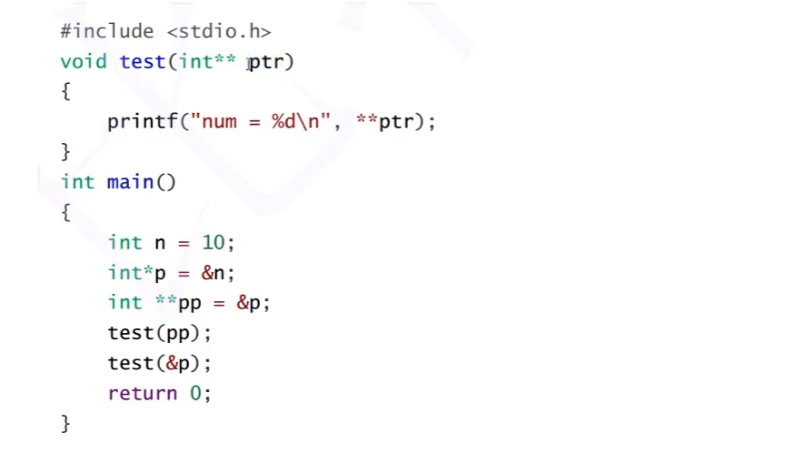 #include <stdio.h>
void test(int** ptr)
{
    printf("num = %d\n", **ptr);
}
int main()
{
    int n = 10;
    int*p = &n;
    int **pp = &p;
    test(pp);
    test(&p);
    return 0;
}